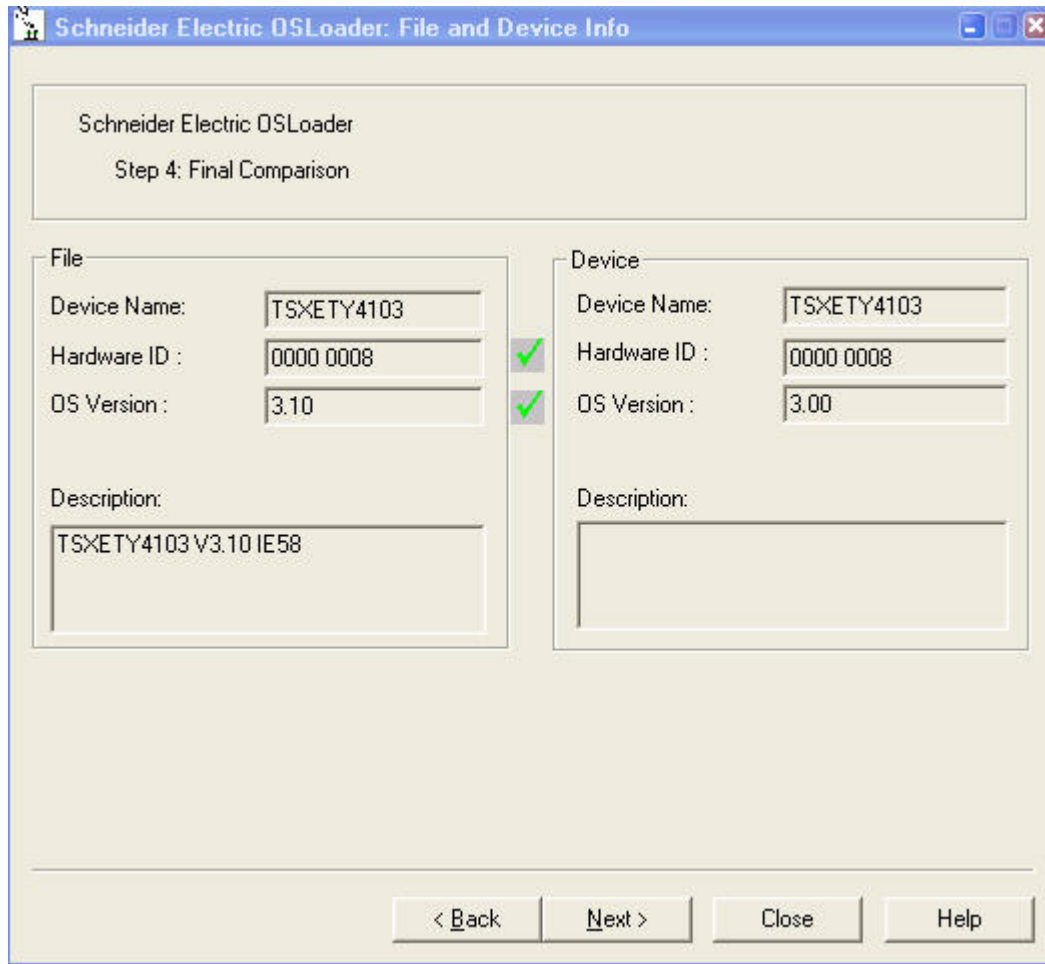 Schneider Electric OSLoader: File and Device Info
Schneider Electric OSLoader
Step 4: Final Comparison
File
Device Name: TSXETY4103
Hardware ID : 0000 0008
OS Version : 3.10
Description:
TSXETY4103 V3.10 IE58
Device
Device Name: TSXETY4103
Hardware ID : 0000 0008
OS Version : 3.00
Description:
< Back Next > Close Help